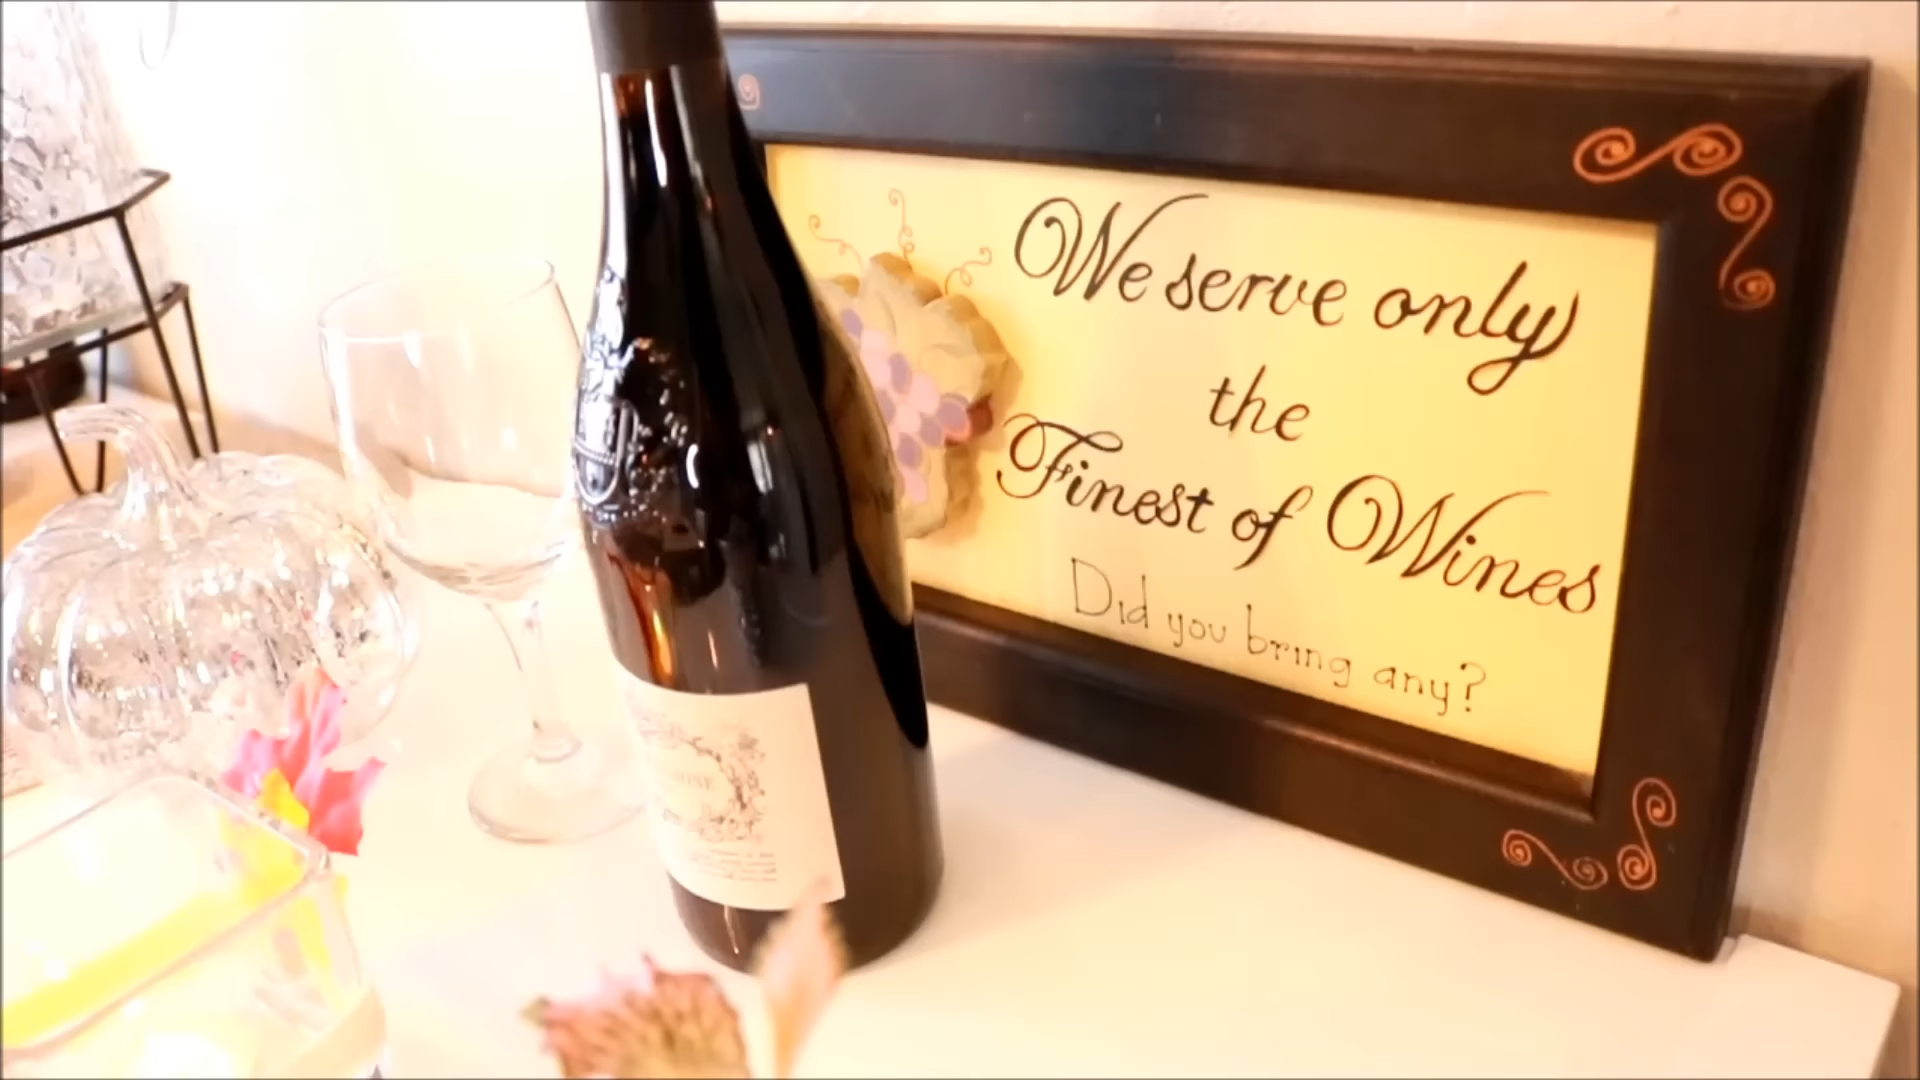 We serve only
the
Finest of Wines
Did you bring any?